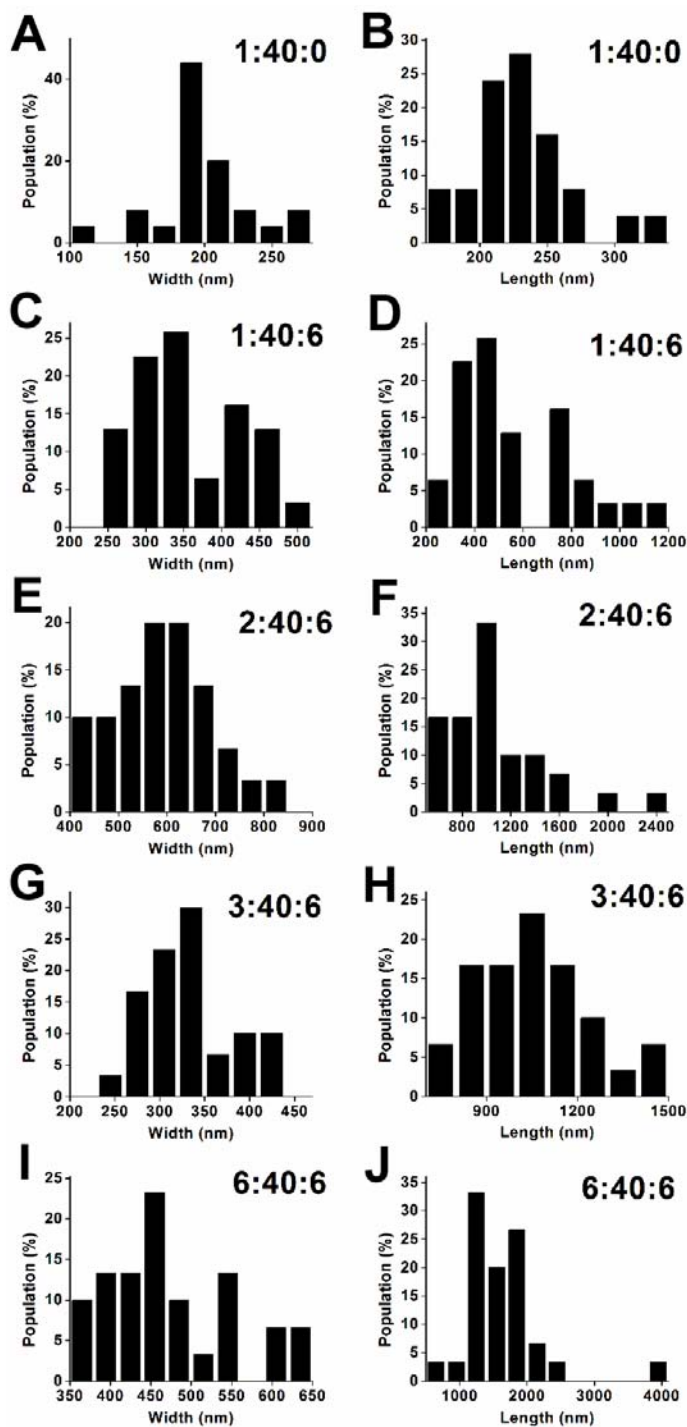 A
1:40:0
Population (%)
40
20
0
100 150 200 250
Width (nm)
B
1:40:0
Population (%)
30
25
20
15
10
5
0
200 250 300
Length (nm)
C
1:40:6
Population (%)
25
20
15
10
5
0
200 250 300 350 400 450 500
Width (nm)
D
1:40:6
Population (%)
25
20
15
10
5
0
200 400 600 800 1000 1200
Length (nm)
E
2:40:6
Population (%)
20
15
10
5
0
400 500 600 700 800 900
Width (nm)
F
2:40:6
Population (%)
35
30
25
20
15
10
5
0
800 1200 1600 2000 2400
Length (nm)
G
3:40:6
Population (%)
30
25
20
15
10
5
0
200 250 300 350 400 450
Width (nm)
H
3:40:6
Population (%)
25
20
15
10
5
0
900 1200 1500
Length (nm)
I
6:40:6
Population (%)
25
20
15
10
5
0
350 400 450 500 550 600 650
Width (nm)
J
6:40:6
Population (%)
35
30
25
20
15
10
5
0
1000 2000 3000 4000
Length (nm)